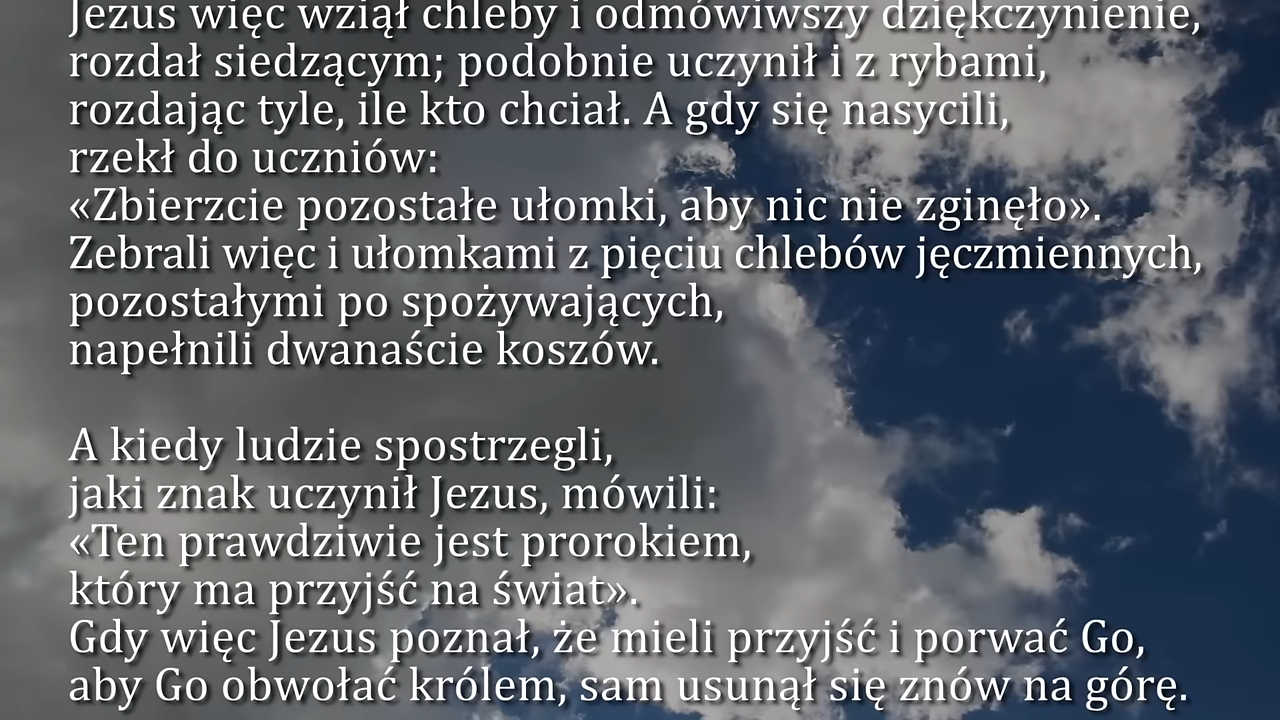 Jezus więc wziął chleby i odmówiwszy dziękczynienie,
rozdał siedzącym; podobnie uczynił i z rybami,
rozdając tyle, ile kto chciał. A gdy się nasycili,
rzekł do uczniów:
«Zbierzcie pozostałe ułomki, aby nic nie zginęło».
Zebrali więc i ułomkami z pięciu chlebów jęczmiennych,
pozostałymi po spożywających,
napełnili dwanaście koszów.
A kiedy ludzie spostrzegli,
jaki znak uczynił Jezus, mówili:
«Ten prawdziwie jest prorokiem,
który ma przyjść na świat».
Gdy więc Jezus poznał, że mieli przyjść i porwać Go,
aby Go obwołać królem, sam usunął się znów na górę.